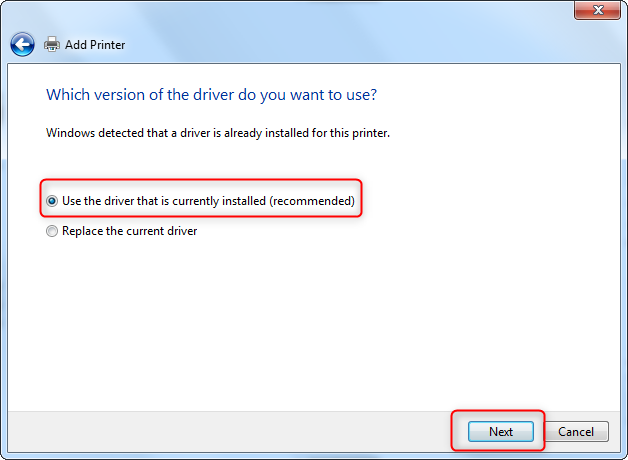 Add Printer
Which version of the driver do you want to use?
Windows detected that a driver is already installed for this printer.
Use the driver that is currently installed (recommended)
Replace the current driver
Next
Cancel